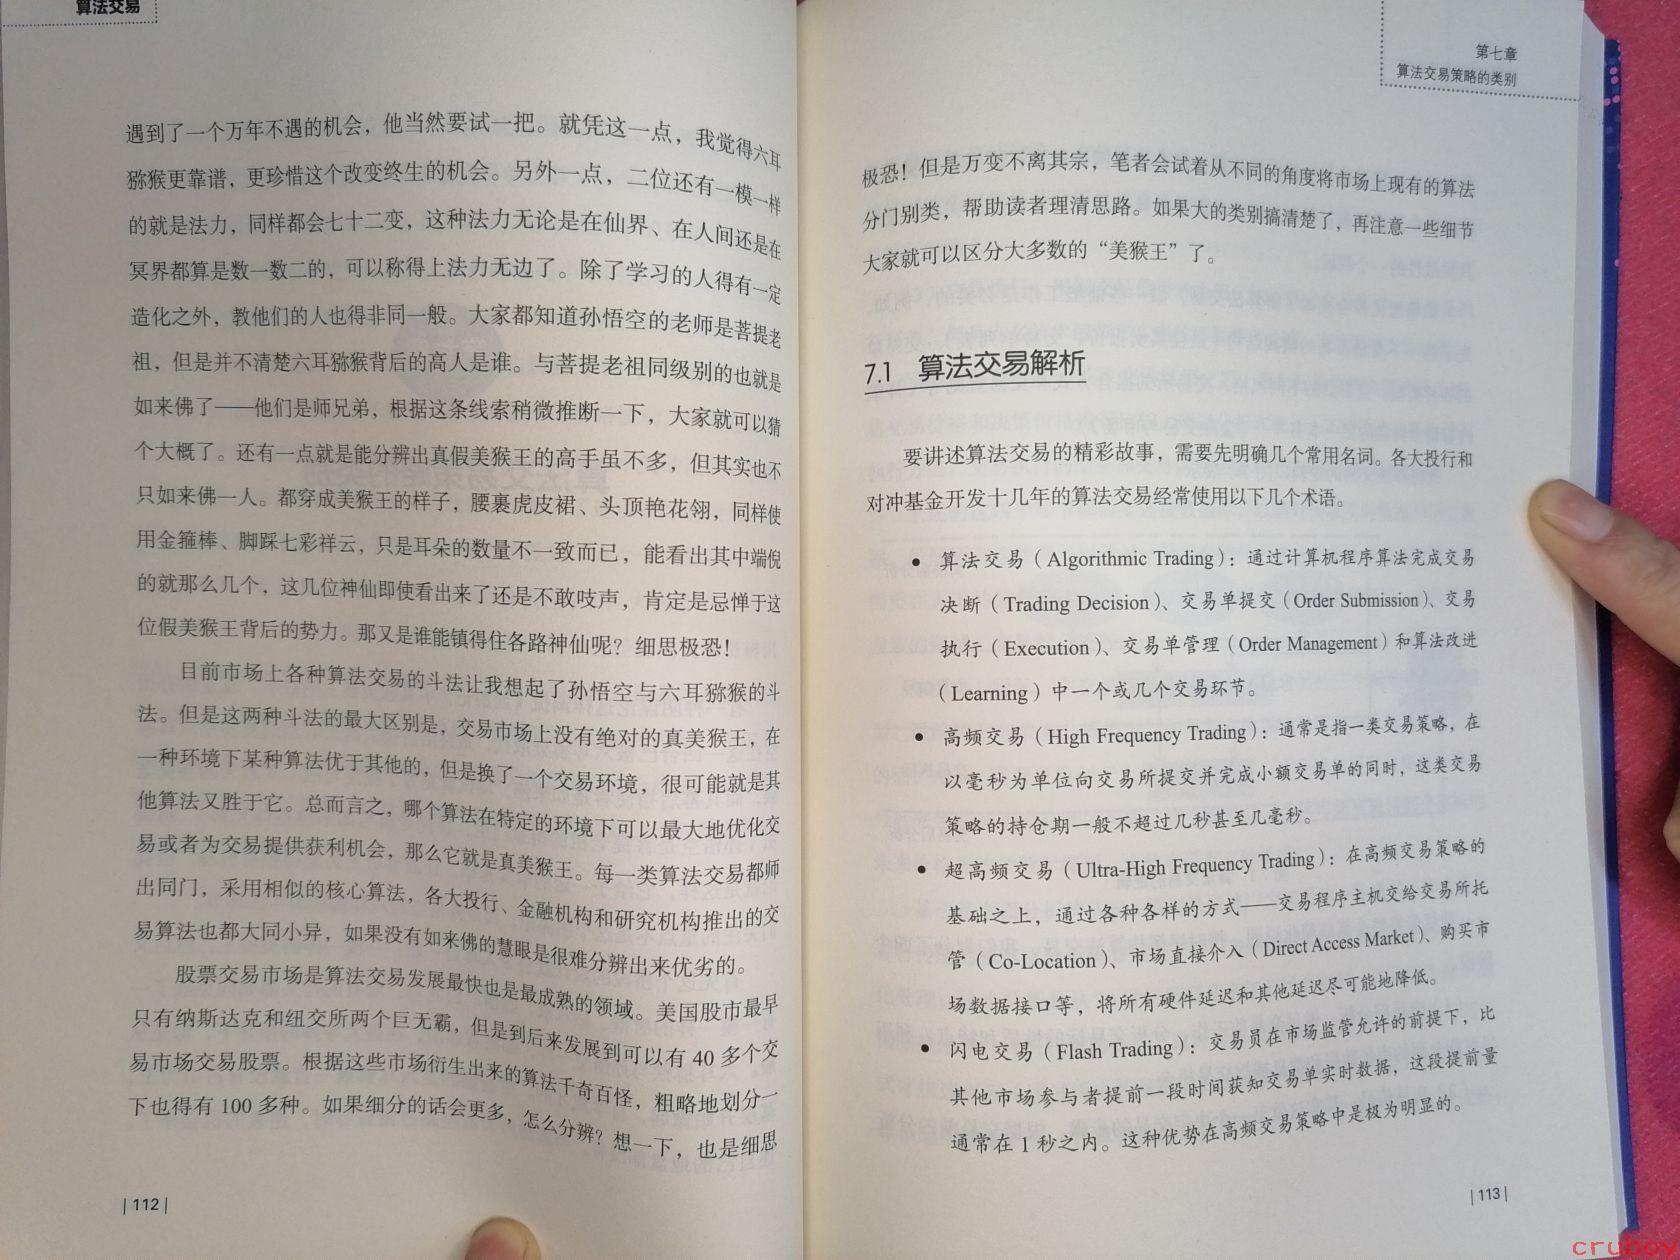 算法交易
遇到了一个万年不遇的机会，他当然要试一把。就凭这一点，我觉得六耳
猕猴更靠谱，更珍惜这个改变终生的机会。另外一点，二位还有一模一样
的就是法力，同样都会七十二变，这种法力无论是在仙界、在人间还是在
冥界都算是数一数二的，可以称得上法力无边了。除了学习的人得有一定
造化之外，教他们的人也得非同一般。大家都知道孙悟空的老师是菩提老
祖，但是并不清楚六耳猕猴背后的高人是谁。与菩提老祖同级别的也就是
如来佛了——他们是师兄弟，根据这条线索稍微推断一下，大家就可以猜
个大概了。还有一点就是能分辨出真假美猴王的高手虽不多，但其实也不
只如来佛一人。都穿成美猴王的样子，腰裹虎皮裙、头顶艳花翎，同样使
用金箍棒、脚踩七彩祥云，只是耳朵的数量不一致而已，能看出其中端倪
的就那么几个，这几位神仙即使看出来了还是不敢吱声，肯定是忌惮于这
位假美猴王背后的势力。那又是谁能镇得住各路神仙呢？细思极恐！
目前市场上各种算法交易的斗法让我想起了孙悟空与六耳猕猴的斗
法。但是这两种斗法的最大区别是，交易市场上没有绝对的真美猴王，在
一种环境下某种算法优于其他的，但是换了一个交易环境，很可能就是其
他算法又胜于它。总而言之，哪个算法在特定的环境下可以最大地优化交
易或者为交易提供获利机会，那么它就是真美猴王。每一类算法交易都师
出同门，采用相似的核心算法，各大投行、金融机构和研究机构推出的交
易算法也都大同小异，如果没有如来佛的慧眼是很难分辨出来优劣的。
股票交易市场是算法交易发展最快也是最成熟的领域。美国股市最早
只有纳斯达克和纽交所两个巨无霸，但是到后来发展到可以有 40 多个交
易市场交易股票。根据这些市场衍生出来的算法千奇百怪，粗略地划分一
下也得有 100 多种。如果细分的话会更多，怎么分辨？想一下，也是细思
| 112 |
第七章
算法交易策略的类别
极恐！但是万变不离其宗，笔者会试着从不同的角度将市场上现有的算法
分门别类，帮助读者理清思路。如果大的类别搞清楚了，再注意一些细节
大家就可以区分大多数的“美猴王”了。
7.1 算法交易解析
要讲述算法交易的精彩故事，需要先明确几个常用名词。各大投行和
对冲基金开发十几年的算法交易经常使用以下几个术语。
• 算法交易（Algorithmic Trading）：通过计算机程序算法完成交易
决断（Trading Decision）、交易单提交（Order Submission）、交易
执行（Execution）、交易单管理（Order Management）和算法改进
（Learning）中一个或几个交易环节。
• 高频交易（High Frequency Trading）：通常是指一类交易策略，在
以毫秒为单位向交易所提交并完成小额交易单的同时，这类交易
策略的持仓期一般不超过几秒甚至几毫秒。
• 超高频交易（Ultra-High Frequency Trading）：在高频交易策略的
基础之上，通过各种各样的方式——交易程序主机交给交易所托
管（Co-Location）、市场直接介入（Direct Access Market）、购买市
场数据接口等，将所有硬件延迟和其他延迟尽可能地降低。
• 闪电交易（Flash Trading）：交易员在市场监管允许的前提下，比
其他市场参与者提前一段时间获知交易单实时数据，这段提前量
通常在 1 秒之内。这种优势在高频交易策略中是极为明显的。
| 113 |